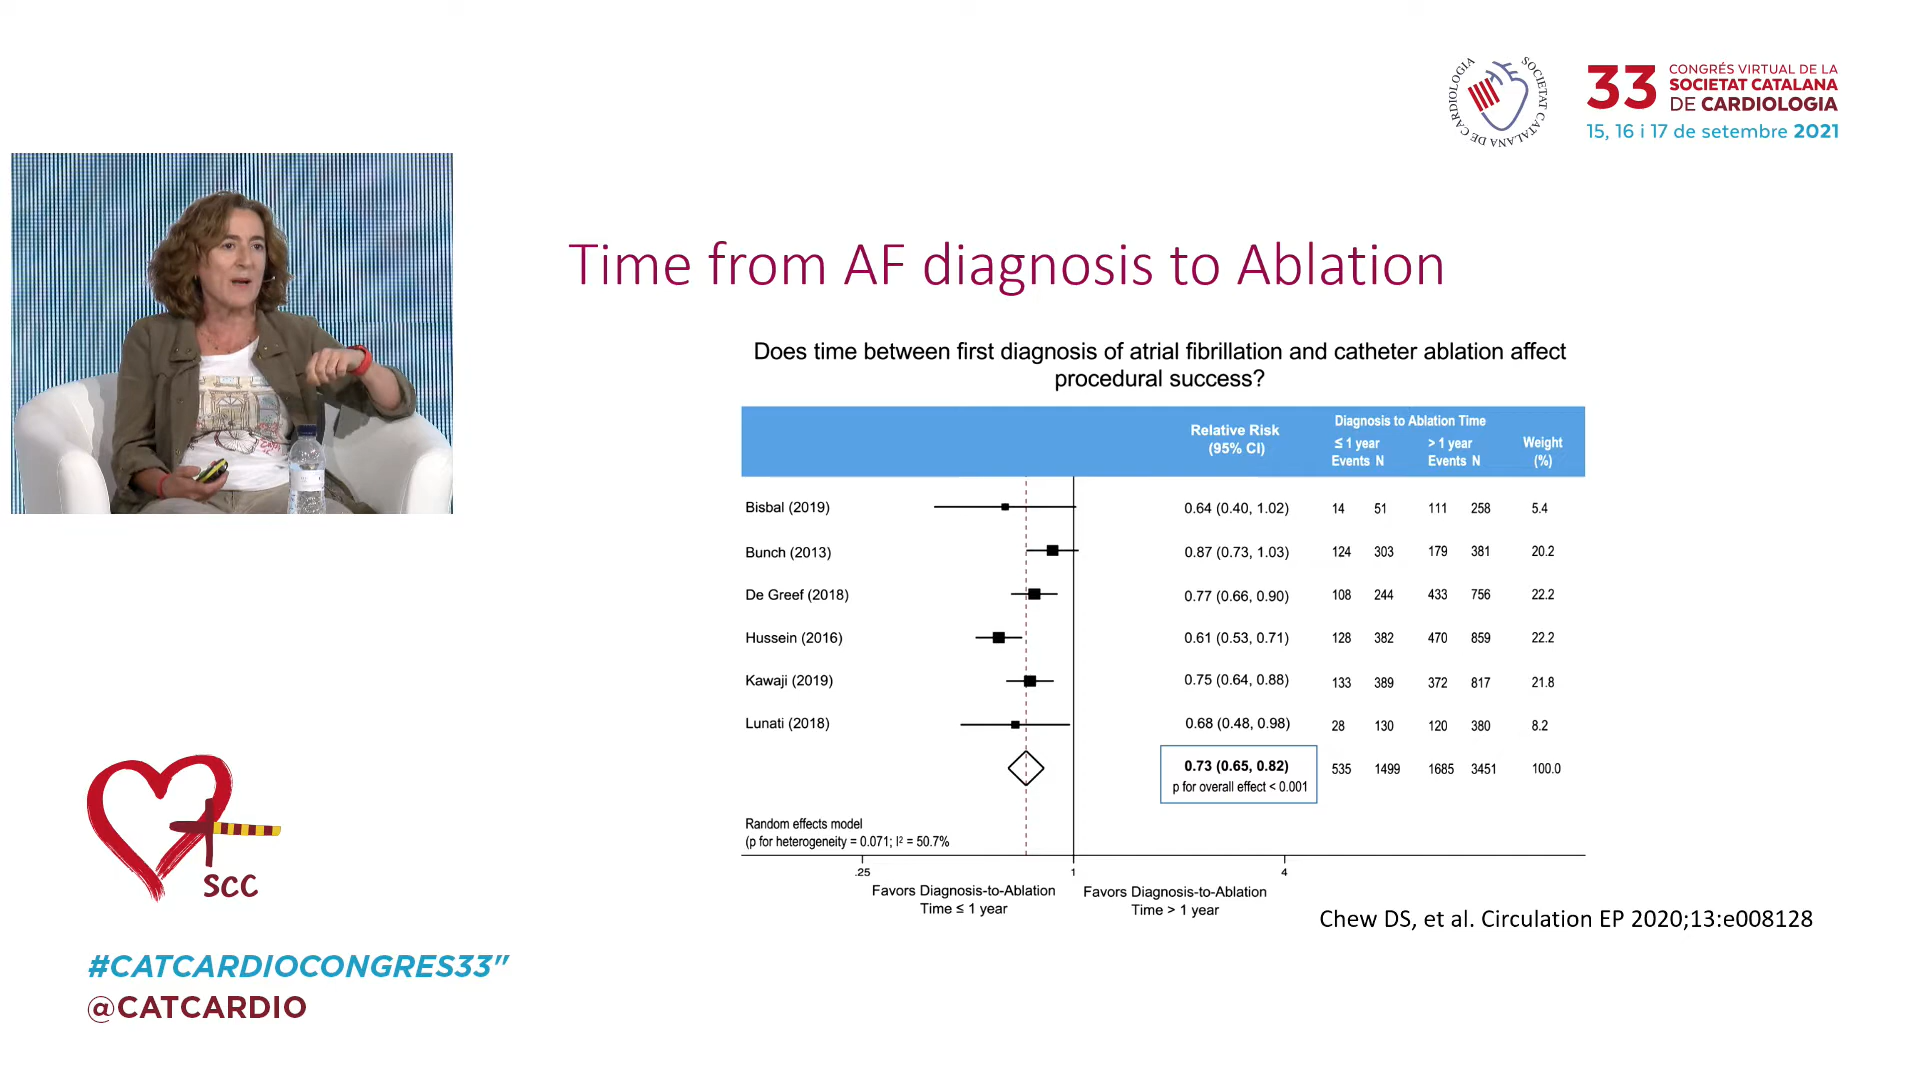 SOCIETAT CATALANA DE CARDIOLOGIA
33 CONGRÉS VIRTUAL DE LA
SOCIETAT CATALANA
DE CARDIOLOGIA
15, 16 i 17 de setembre 2021
Time from AF diagnosis to Ablation
Does time between first diagnosis of atrial fibrillation and catheter ablation affect
procedural success?
Relative Risk
(95% CI)
Diagnosis to Ablation Time
≤ 1 year > 1 year
Events N Events N
Weight
(%)
Bisbal (2019) 0.64 (0.40, 1.02) 14 51 111 258 5.4
Bunch (2013) 0.87 (0.73, 1.03) 124 303 179 381 20.2
De Greef (2018) 0.77 (0.66, 0.90) 108 244 433 756 22.2
Hussein (2016) 0.61 (0.53, 0.71) 128 382 470 859 22.2
Kawaji (2019) 0.75 (0.64, 0.88) 133 389 372 817 21.8
Lunati (2018) 0.68 (0.48, 0.98) 28 130 120 380 8.2
0.73 (0.65, 0.82) 535 1499 1685 3451 100.0
p for overall effect < 0.001
Random effects model
(p for heterogeneity = 0.071; I² = 50.7%
.25 1 4
Favors Diagnosis-to-Ablation
Time ≤ 1 year
Favors Diagnosis-to-Ablation
Time > 1 year
Chew DS, et al. Circulation EP 2020;13:e008128
SCC
#CATCARDIOCONGRES33"
@CATCARDIO